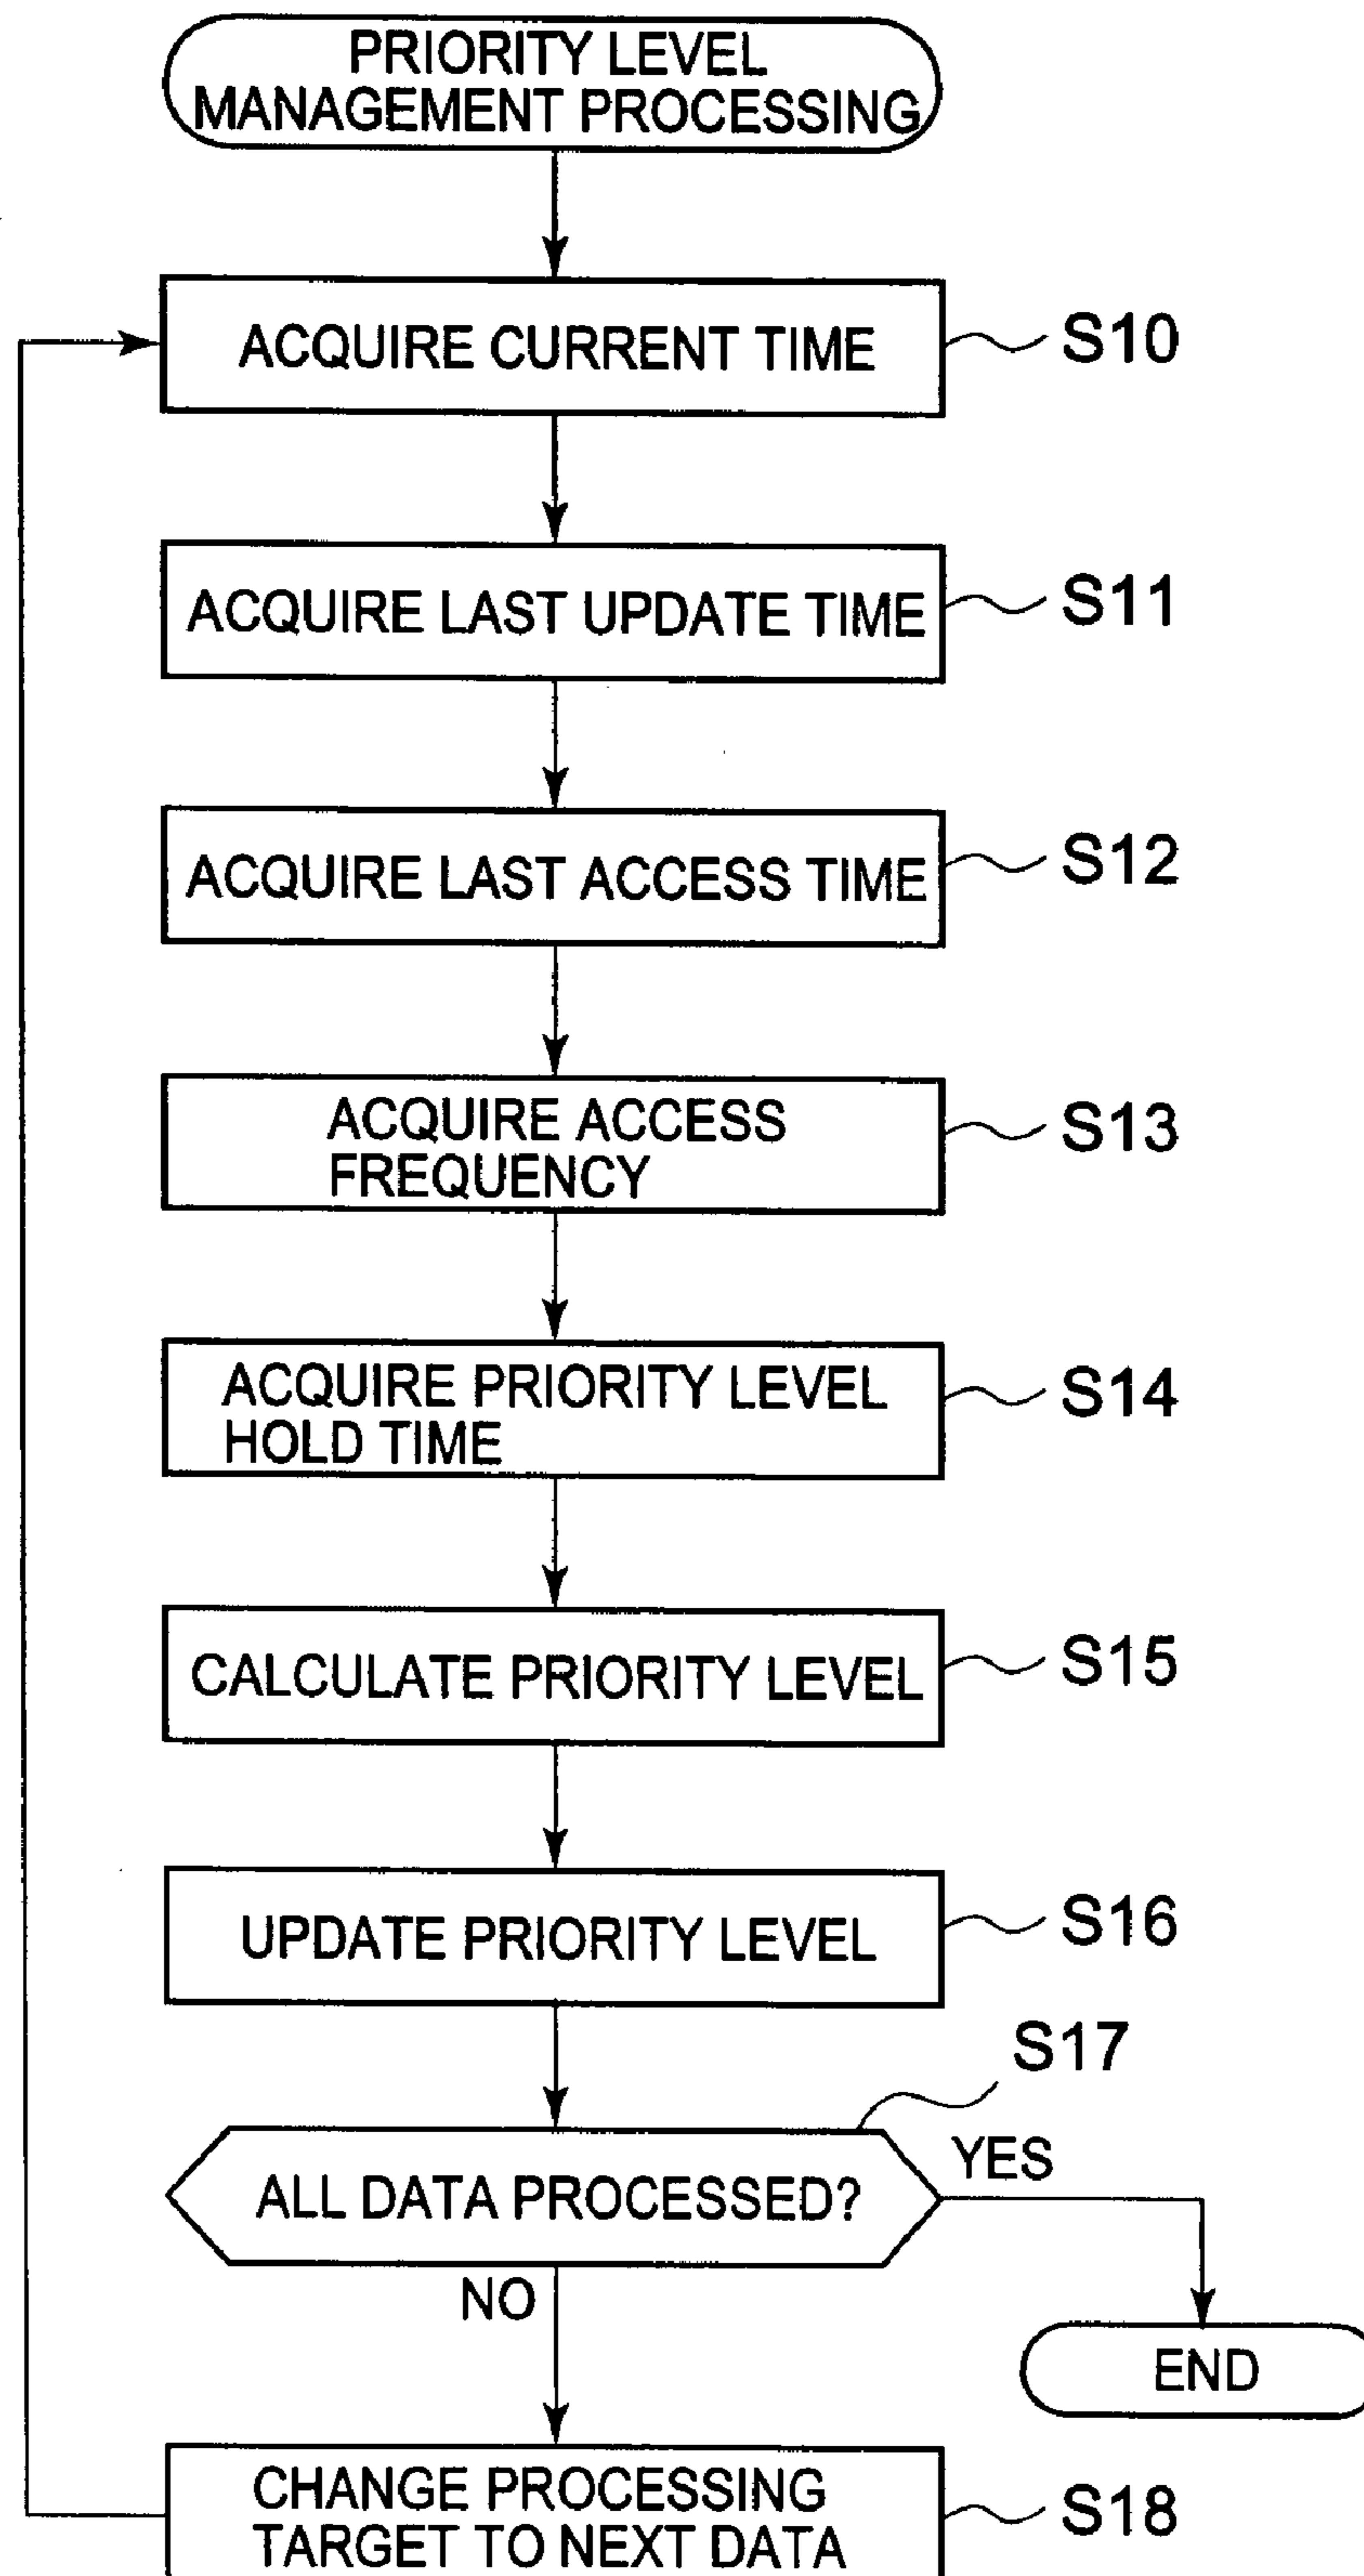 PRIORITY LEVEL
MANAGEMENT PROCESSING
ACQUIRE CURRENT TIME
S10
ACQUIRE LAST UPDATE TIME
S11
ACQUIRE LAST ACCESS TIME
S12
ACQUIRE ACCESS
FREQUENCY
S13
ACQUIRE PRIORITY LEVEL
HOLD TIME
S14
CALCULATE PRIORITY LEVEL
S15
UPDATE PRIORITY LEVEL
S16
S17
ALL DATA PROCESSED?
YES
NO
END
CHANGE PROCESSING
TARGET TO NEXT DATA
S18